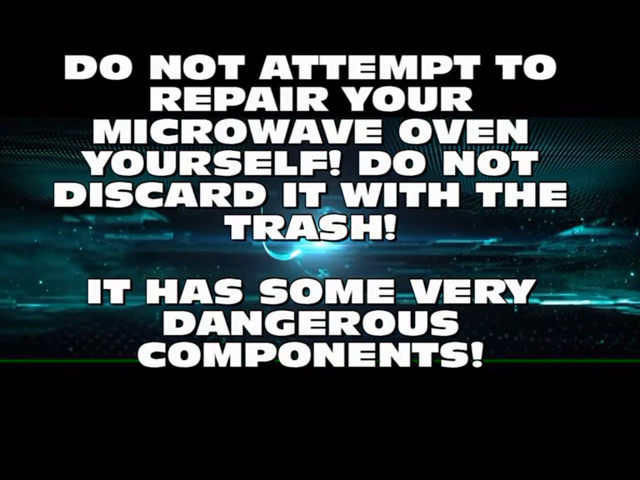 DO NOT ATTEMPT TO
REPAIR YOUR
MICROWAVE OVEN
YOURSELF! DO NOT
DISCARD IT WITH THE
TRASH!
IT HAS SOME VERY
DANGEROUS
COMPONENTS!